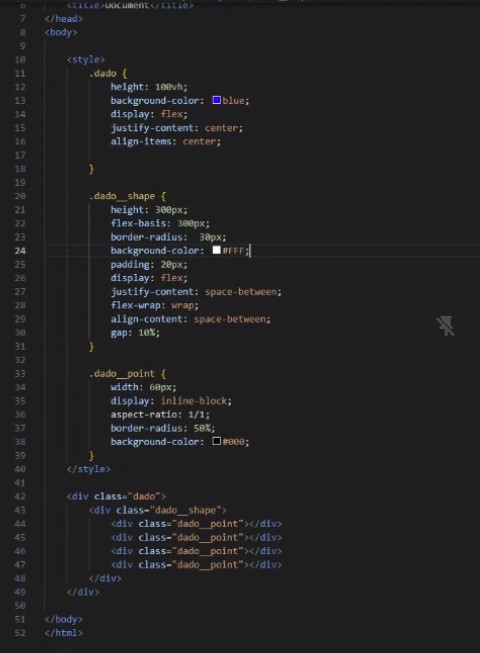 6 <title>Document</title>
7 </head>
8 <body>
9
10 <style>
11 .dado {
12 height: 100vh;
13 background-color: blue;
14 display: flex;
15 justify-content: center;
16 align-items: center;
17
18 }
19
20 .dado__shape {
21 height: 300px;
22 flex-basis: 300px;
23 border-radius:  30px;
24 background-color: #FFF;
25 padding: 20px;
26 display: flex;
27 justify-content: space-between;
28 flex-wrap: wrap;
29 align-content: space-between;
30 gap: 10%;
31 }
32
33 .dado__point {
34 width: 60px;
35 display: inline-block;
36 aspect-ratio: 1/1;
37 border-radius: 50%;
38 background-color: #000;
39 }
40 </style>
41
42 <div class="dado">
43 <div class="dado__shape">
44 <div class="dado__point"></div>
45 <div class="dado__point"></div>
46 <div class="dado__point"></div>
47 <div class="dado__point"></div>
48 </div>
49 </div>
50
51 </body>
52 </html>